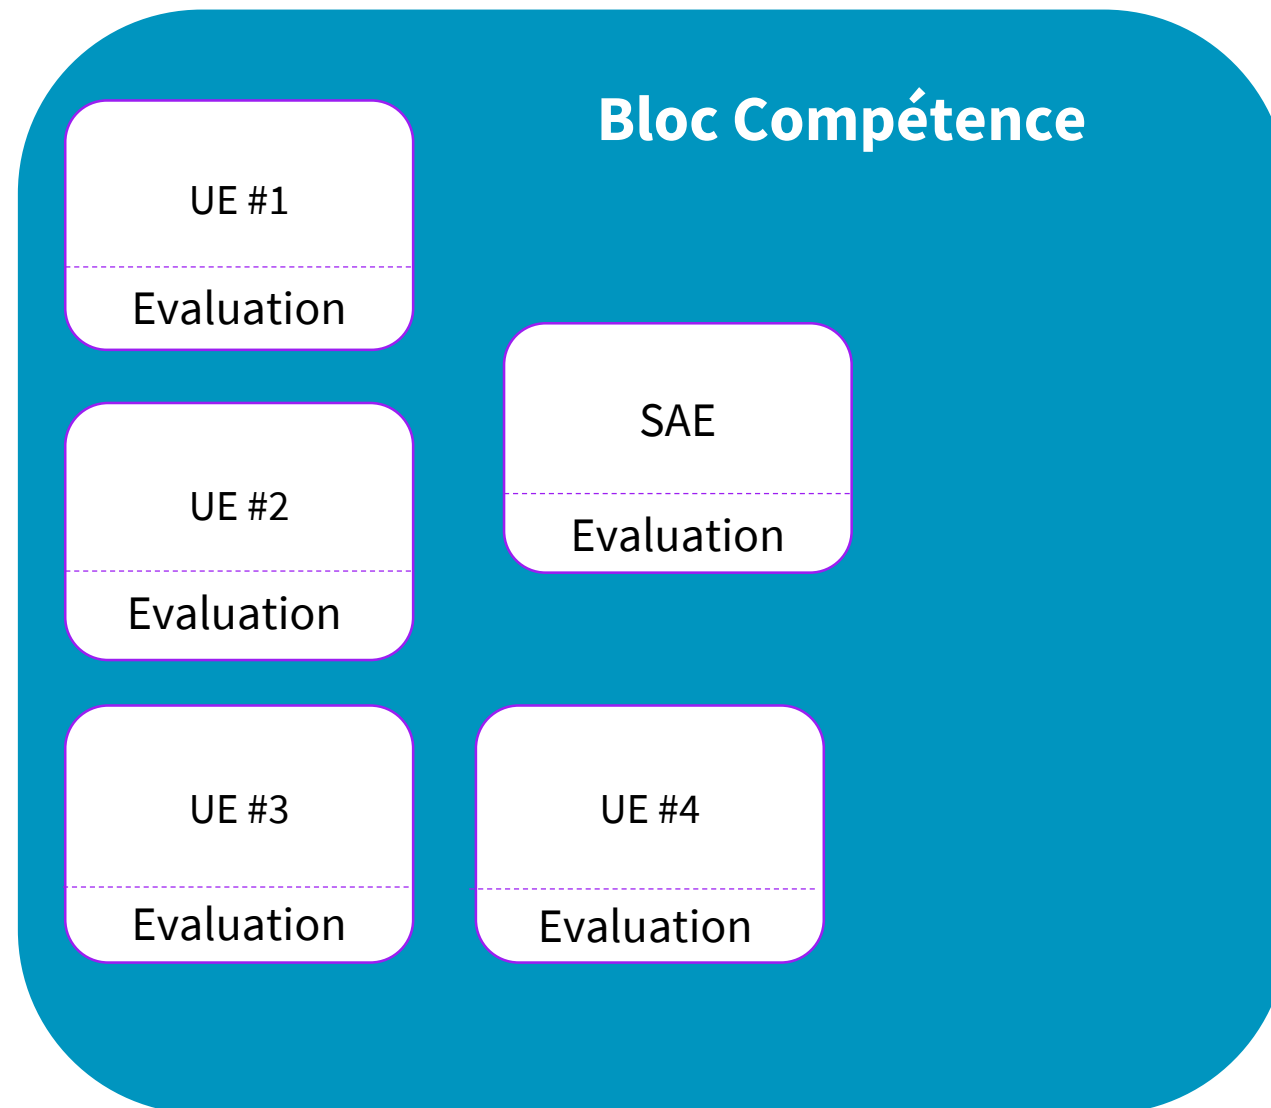 Bloc Compétence
UE #1
Evaluation
SAE
Evaluation
UE #2
Evaluation
UE #3
Evaluation
UE #4
Evaluation